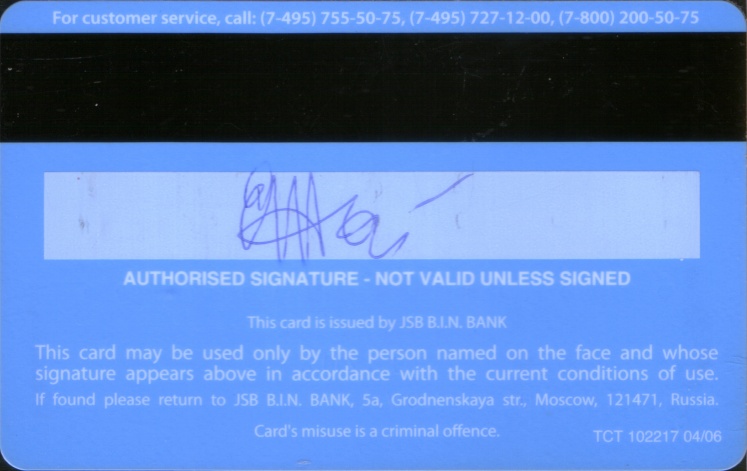 For customer service, call: (7-495) 755-50-75, (7-495) 727-12-00, (7-800) 200-50-75
AUTHORISED SIGNATURE - NOT VALID UNLESS SIGNED
This card is issued by JSB B.I.N. BANK
This card may be used only by the person named on the face and whose
signature appears above in accordance with the current conditions of use.
If found please return to JSB B.I.N. BANK, 5a, Grodnenskaya str., Moscow, 121471, Russia.
Card's misuse is a criminal offence.
TCT 102217 04/06